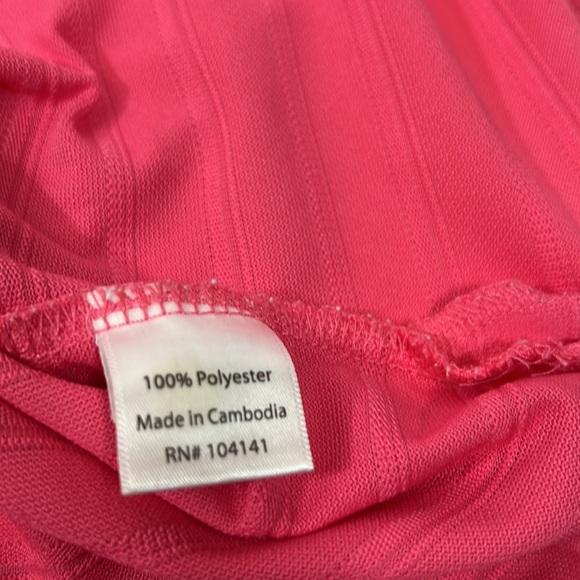 100% Polyester
Made in Cambodia
RN# 104141